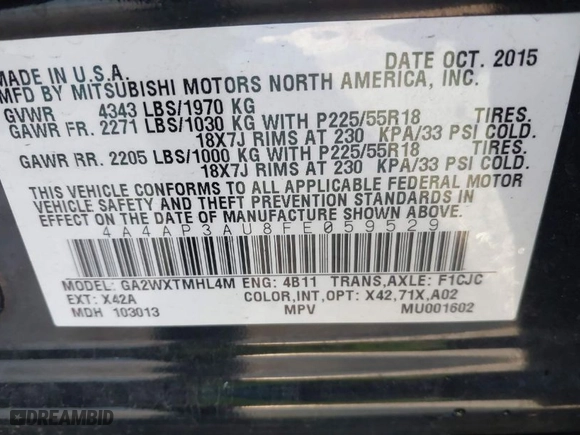 MADE IN U.S.A. DATE OCT. 2015
MFD BY MITSUBISHI MOTORS NORTH AMERICA, INC.
GVWR 4343 LBS/1970 KG
GAWR FR. 2271 LBS/1030 KG WITH P225/55R18 TIRES.
18X7J RIMS AT 230 KPA/33 PSI COLD.
GAWR RR. 2205 LBS/1000 KG WITH P225/55R18 TIRES.
18X7J RIMS AT 230 KPA/33 PSI COLD.
THIS VEHICLE CONFORMS TO ALL APPLICABLE FEDERAL MOTOR
VEHICLE SAFETY AND THEFT PREVENTION STANDARDS IN
EFFECT ON THE DATE OF MANUFACTURE SHOWN ABOVE.
4A4AP3AU8FE059529
MODEL: GA2WXTMHL4M ENG: 4B11 TRANS,AXLE: F1CJC
EXT: X42A COLOR,INT,OPT: X42,71X,A02
MDH 103013 MPV MU001602
DREAMBID